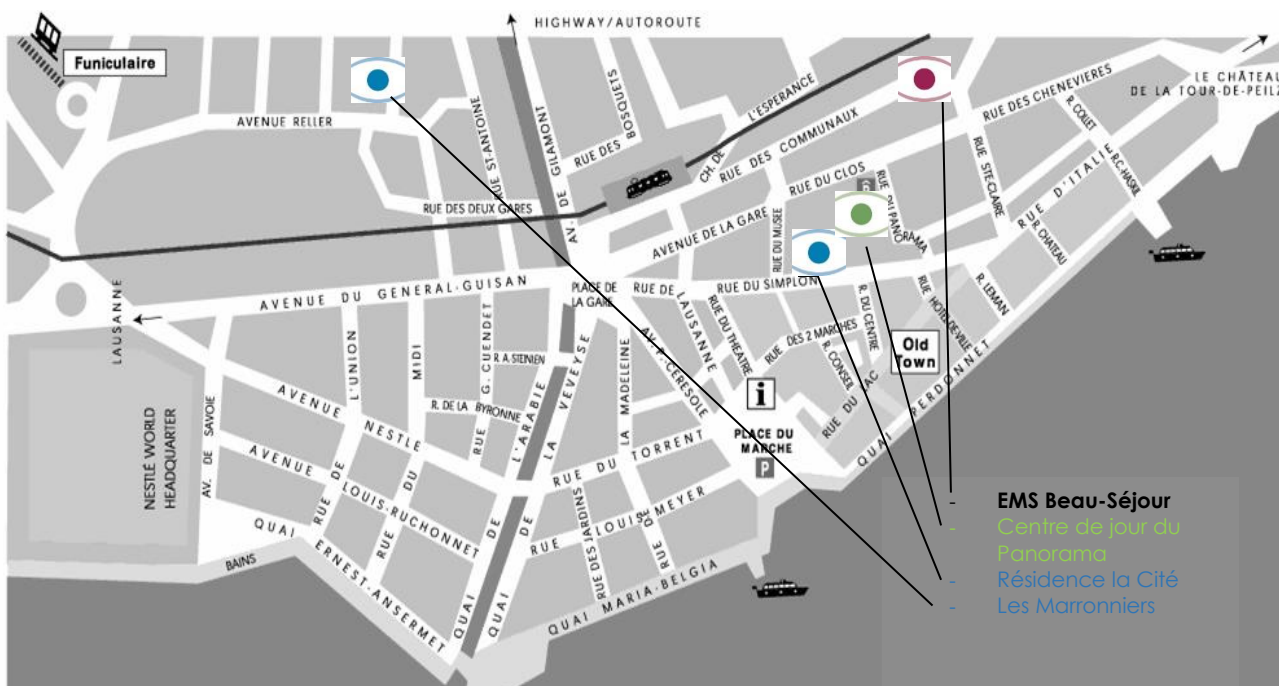 HIGHWAY/AUTOROUTE
Funiculaire
LE CHÂTEAU
DE LA TOUR-DE-PEILZ
AVENUE RELLER
RUE ST-ANTOINE
AV. DE GILAMONT
RUE DES
BOSQUETS
CH. DE
L'ESPERANCE
RUE DES COMMUNAUX
RUE DES CHENEVIERES
R. COLLET
R.C-HASKIL
RUE DES DEUX GARES
AVENUE DE LA GARE
RUE DU CLOS
RUE DU PANORAMA
RUE STE-CLAIRE
RUE D'ITALIE
R. CHATEAU
RUE DU MUSEE
LAUSANNE
AVENUE DU GENERAL-GUISAN
PLACE DE
LA GARE
RUE DE
LAUSANNE
RUE DU SIMPLON
RUE DU THEATRE
RUE
DES 2 MARCHES
R. DU CENTRE
R. CONSEIL
RUE HOTEL-DE-VILLE
R. LEMAN
Old
Town
RUE DU LAC
QUAI PERDONNET
AV. P. CERESOLE
i
PLACE DU
MARCHE
P
NESTLÉ WORLD
HEADQUARTER
AV. DE SAVOIE
AVENUE NESTLE
RUE DE
L'UNION
RUE DU
MIDI
RUE G. GUENDET
R. A-STEINIEN
R. DE LA BYRONNE
QUAI DE
L'ARABIE
QUAI DE
LA VEVEYSE
RUE DE
LA MADELEINE
RUE DU TORRENT
AVENUE LOUIS-RUCHONNET
RUE LOUIS MEYER
RUE DES JARDINS
QUAI ERNEST-ANSERMET
BAINS
QUAI MARIA-BELGIA
- EMS Beau-Séjour
- Centre de jour du
Panorama
- Résidence la Cité
- Les Marronniers